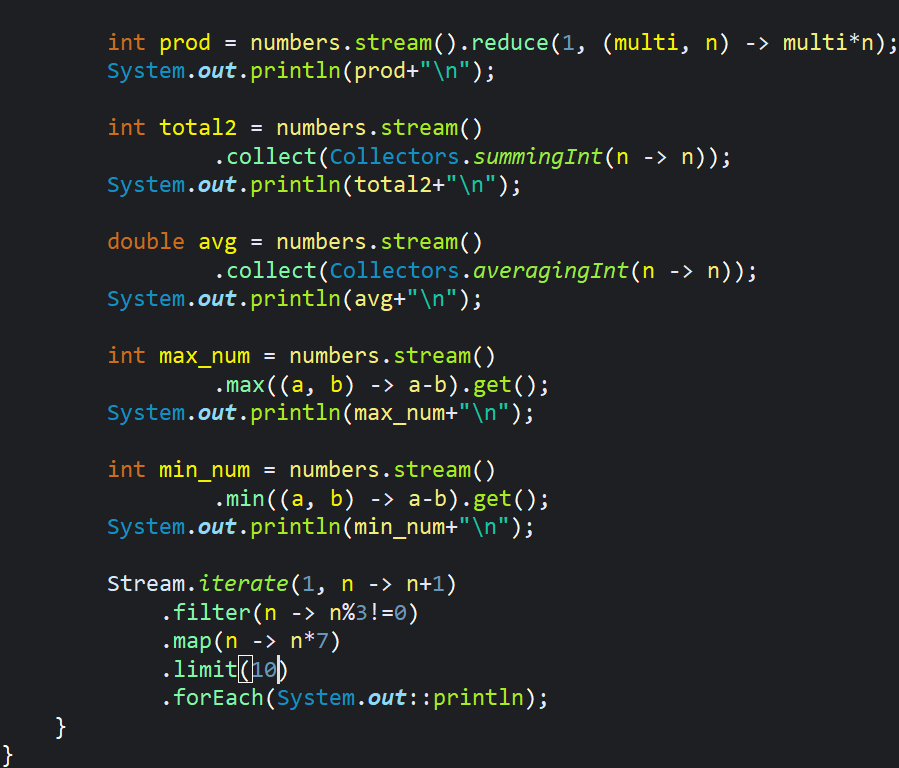 int prod = numbers.stream().reduce(1, (multi, n) -> multi*n);
System.out.println(prod+"\n");
int total2 = numbers.stream()
.collect(Collectors.summingInt(n -> n));
System.out.println(total2+"\n");
double avg = numbers.stream()
.collect(Collectors.averagingInt(n -> n));
System.out.println(avg+"\n");
int max_num = numbers.stream()
.max((a, b) -> a-b).get();
System.out.println(max_num+"\n");
int min_num = numbers.stream()
.min((a, b) -> a-b).get();
System.out.println(min_num+"\n");
Stream.iterate(1, n -> n+1)
.filter(n -> n%3!=0)
.map(n -> n*7)
.limit(10)
.forEach(System.out::println);
}
}